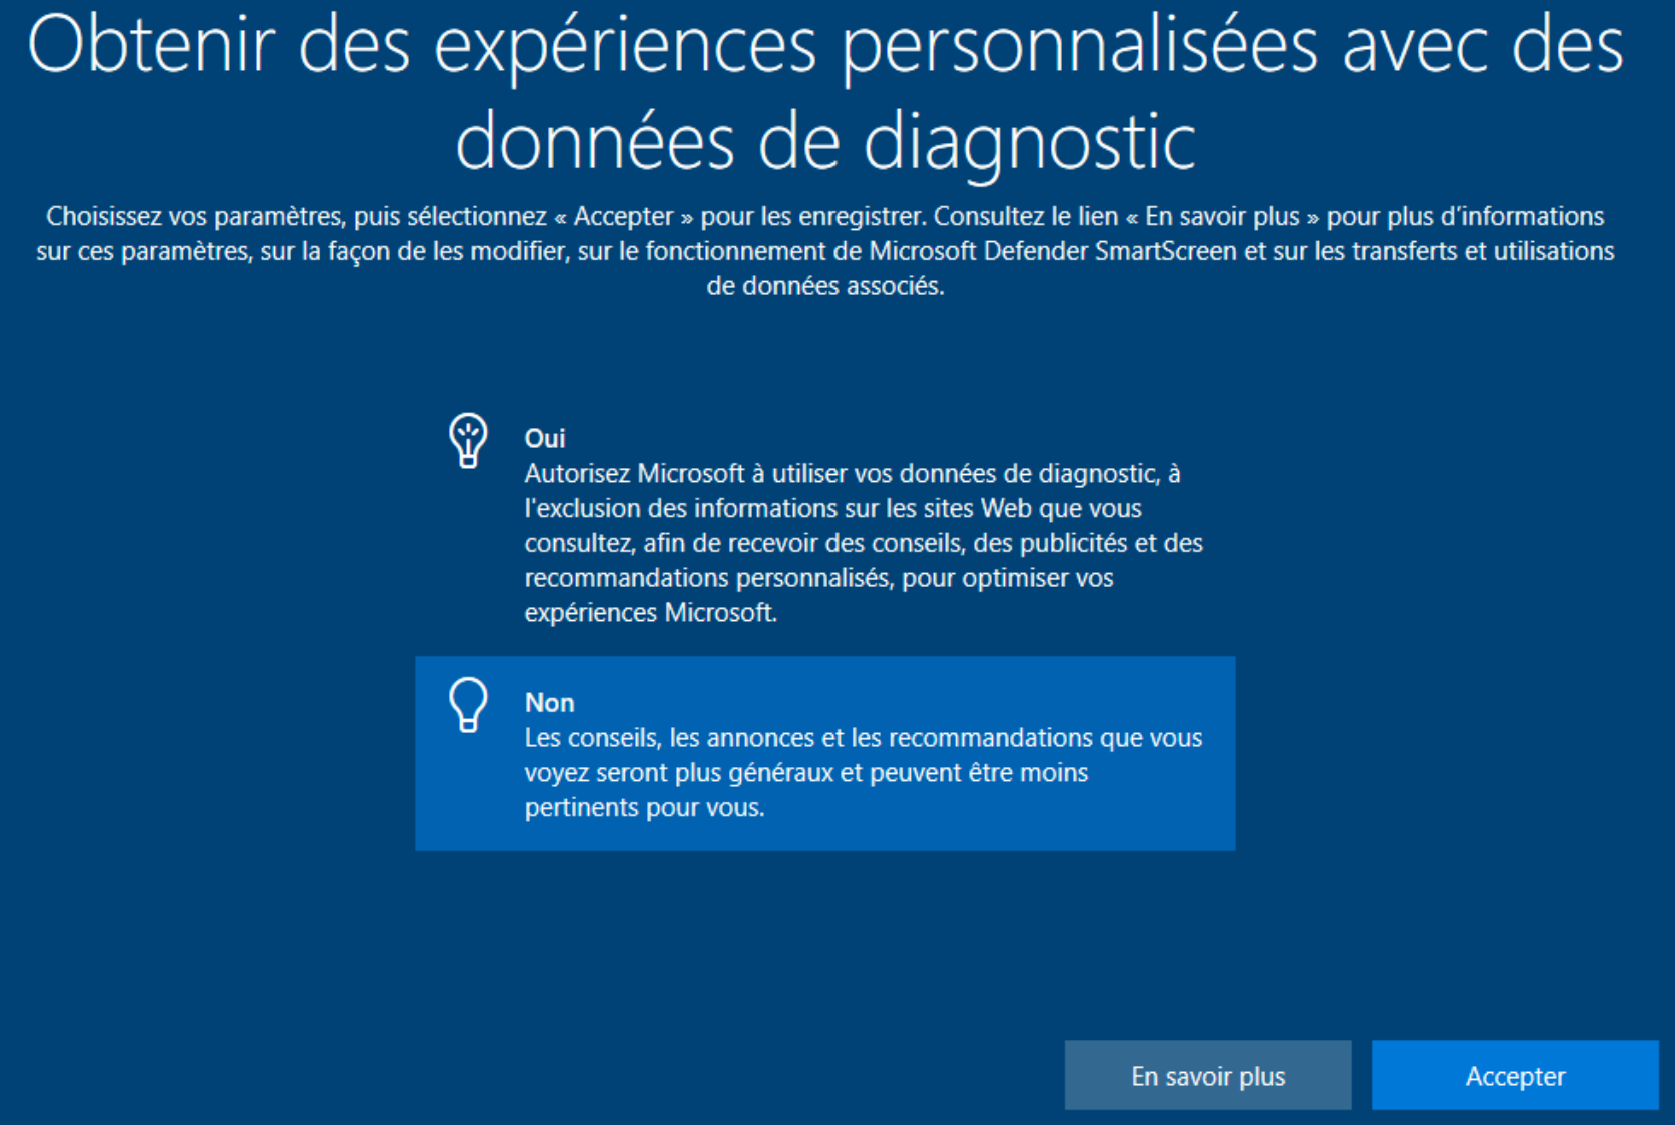 Obtenir des expériences personnalisées avec des
données de diagnostic
Choisissez vos paramètres, puis sélectionnez « Accepter » pour les enregistrer. Consultez le lien « En savoir plus » pour plus d’informations
sur ces paramètres, sur la façon de les modifier, sur le fonctionnement de Microsoft Defender SmartScreen et sur les transferts et utilisations
de données associés.
Oui
Autorisez Microsoft à utiliser vos données de diagnostic, à
l'exclusion des informations sur les sites Web que vous
consultez, afin de recevoir des conseils, des publicités et des
recommandations personnalisés, pour optimiser vos
expériences Microsoft.
Non
Les conseils, les annonces et les recommandations que vous
voyez seront plus généraux et peuvent être moins
pertinents pour vous.
En savoir plus
Accepter